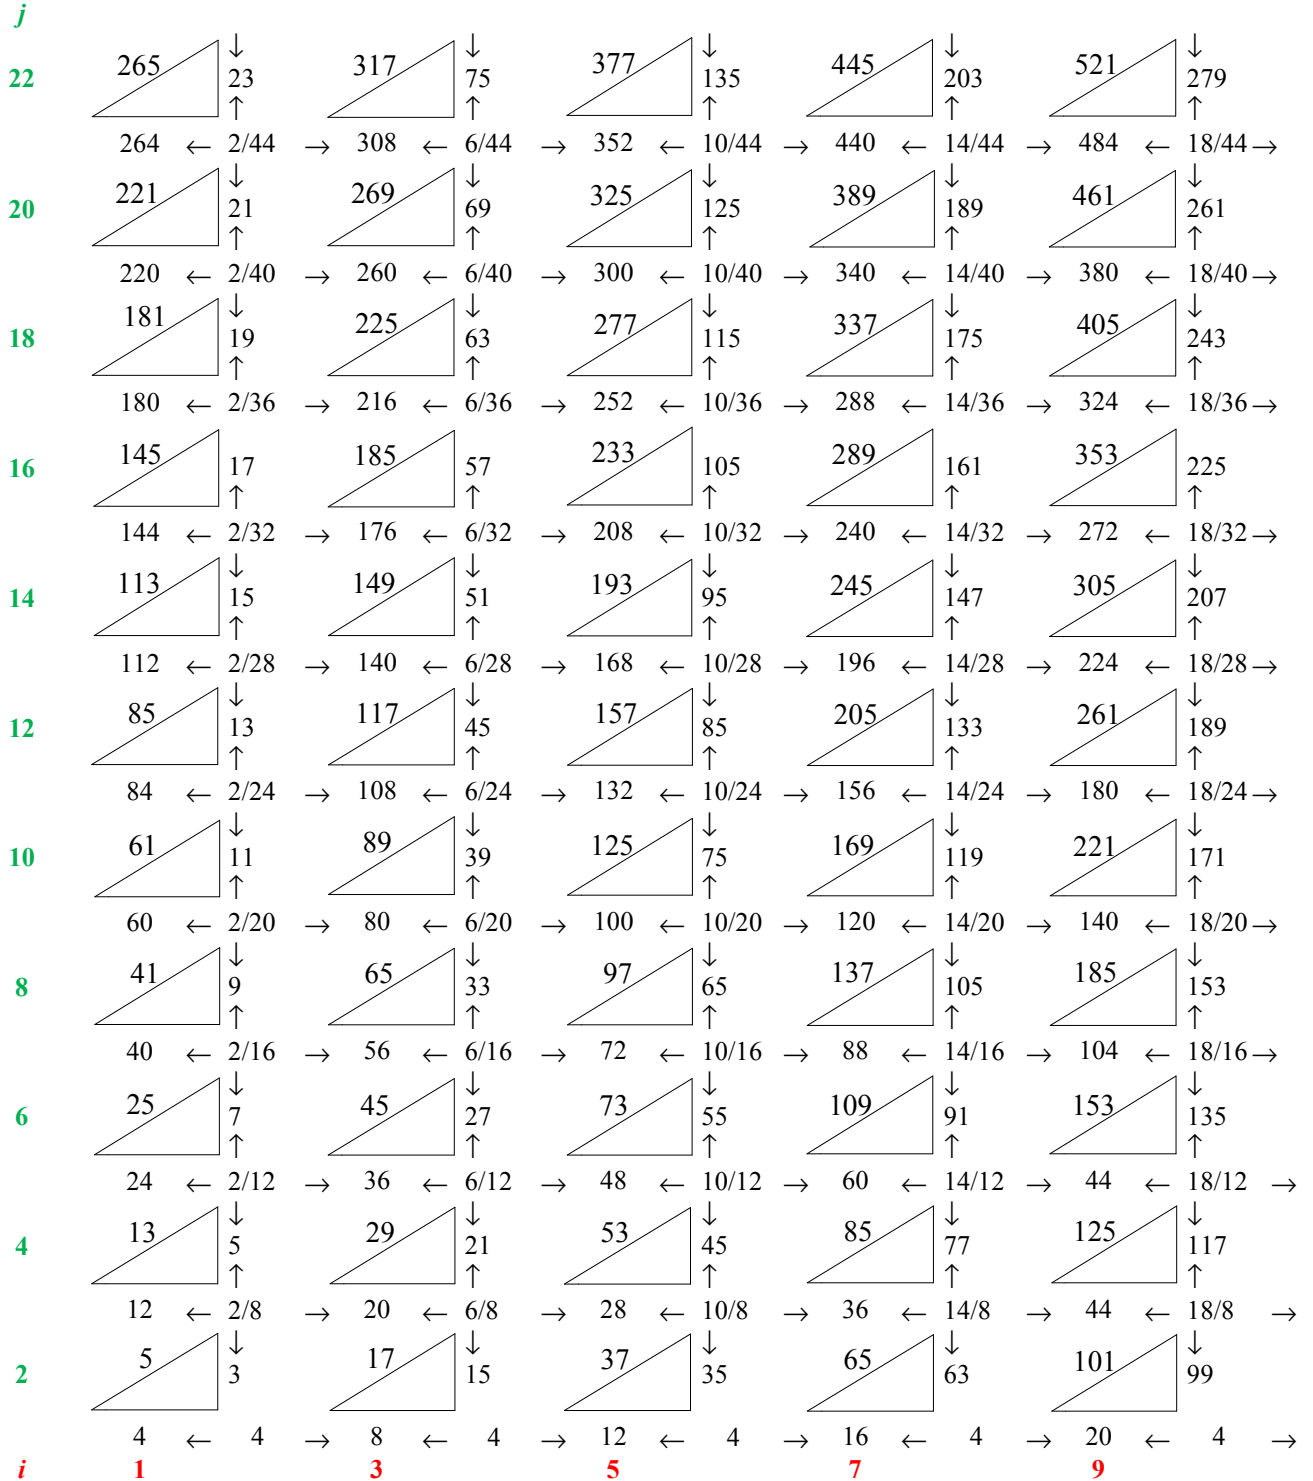 j
22 265 ↓ 23 ↑ 317 ↓ 75 ↑ 377 ↓ 135 ↑ 445 ↓ 203 ↑ 521 ↓ 279 ↑
264 ← 2/44 → 308 ← 6/44 → 352 ← 10/44 → 440 ← 14/44 → 484 ← 18/44 →
20 221 ↓ 21 ↑ 269 ↓ 69 ↑ 325 ↓ 125 ↑ 389 ↓ 189 ↑ 461 ↓ 261 ↑
220 ← 2/40 → 260 ← 6/40 → 300 ← 10/40 → 340 ← 14/40 → 380 ← 18/40 →
18 181 ↓ 19 ↑ 225 ↓ 63 ↑ 277 ↓ 115 ↑ 337 ↓ 175 ↑ 405 ↓ 243 ↑
180 ← 2/36 → 216 ← 6/36 → 252 ← 10/36 → 288 ← 14/36 → 324 ← 18/36 →
16 145 17 ↑ 185 57 ↑ 233 105 ↑ 289 161 ↑ 353 225 ↑
144 ← 2/32 → 176 ← 6/32 → 208 ← 10/32 → 240 ← 14/32 → 272 ← 18/32 →
14 113 ↓ 15 ↑ 149 ↓ 51 ↑ 193 ↓ 95 ↑ 245 ↓ 147 ↑ 305 ↓ 207 ↑
112 ← 2/28 → 140 ← 6/28 → 168 ← 10/28 → 196 ← 14/28 → 224 ← 18/28 →
12 85 ↓ 13 ↑ 117 ↓ 45 ↑ 157 ↓ 85 ↑ 205 ↓ 133 ↑ 261 ↓ 189 ↑
84 ← 2/24 → 108 ← 6/24 → 132 ← 10/24 → 156 ← 14/24 → 180 ← 18/24 →
10 61 ↓ 11 ↑ 89 ↓ 39 ↑ 125 ↓ 75 ↑ 169 ↓ 119 ↑ 221 ↓ 171 ↑
60 ← 2/20 → 80 ← 6/20 → 100 ← 10/20 → 120 ← 14/20 → 140 ← 18/20 →
8 41 ↓ 9 ↑ 65 ↓ 33 ↑ 97 ↓ 65 ↑ 137 ↓ 105 ↑ 185 ↓ 153 ↑
40 ← 2/16 → 56 ← 6/16 → 72 ← 10/16 → 88 ← 14/16 → 104 ← 18/16 →
6 25 ↓ 7 ↑ 45 ↓ 27 ↑ 73 ↓ 55 ↑ 109 ↓ 91 ↑ 153 ↓ 135 ↑
24 ← 2/12 → 36 ← 6/12 → 48 ← 10/12 → 60 ← 14/12 → 44 ← 18/12 →
4 13 ↓ 5 ↑ 29 ↓ 21 ↑ 53 ↓ 45 ↑ 85 ↓ 77 ↑ 125 ↓ 117 ↑
12 ← 2/8 → 20 ← 6/8 → 28 ← 10/8 → 36 ← 14/8 → 44 ← 18/8 →
2 5 ↓ 3 17 ↓ 15 37 ↓ 35 65 ↓ 63 101 ↓ 99
4 ← 4 → 8 ← 4 → 12 ← 4 → 16 ← 4 → 20 ← 4 →
i 1 3 5 7 9